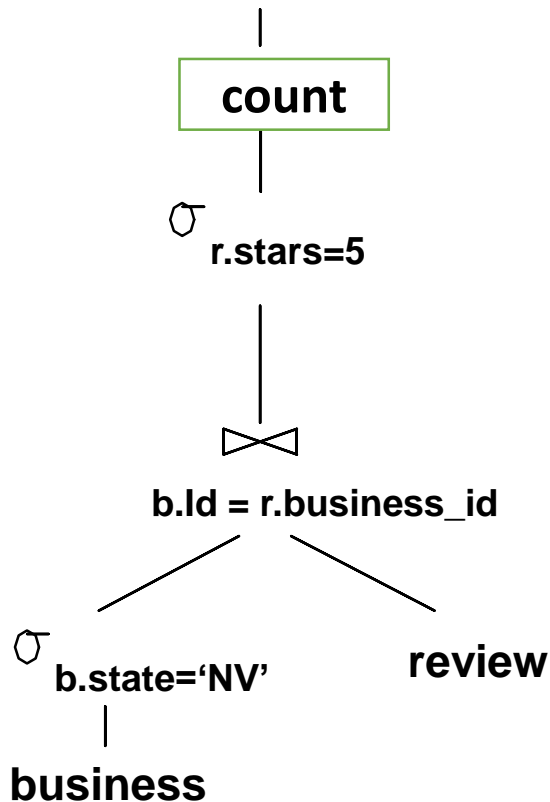 count
σ r.stars=5
⋈
b.Id = r.business_id
σ b.state=‘NV’
review
business